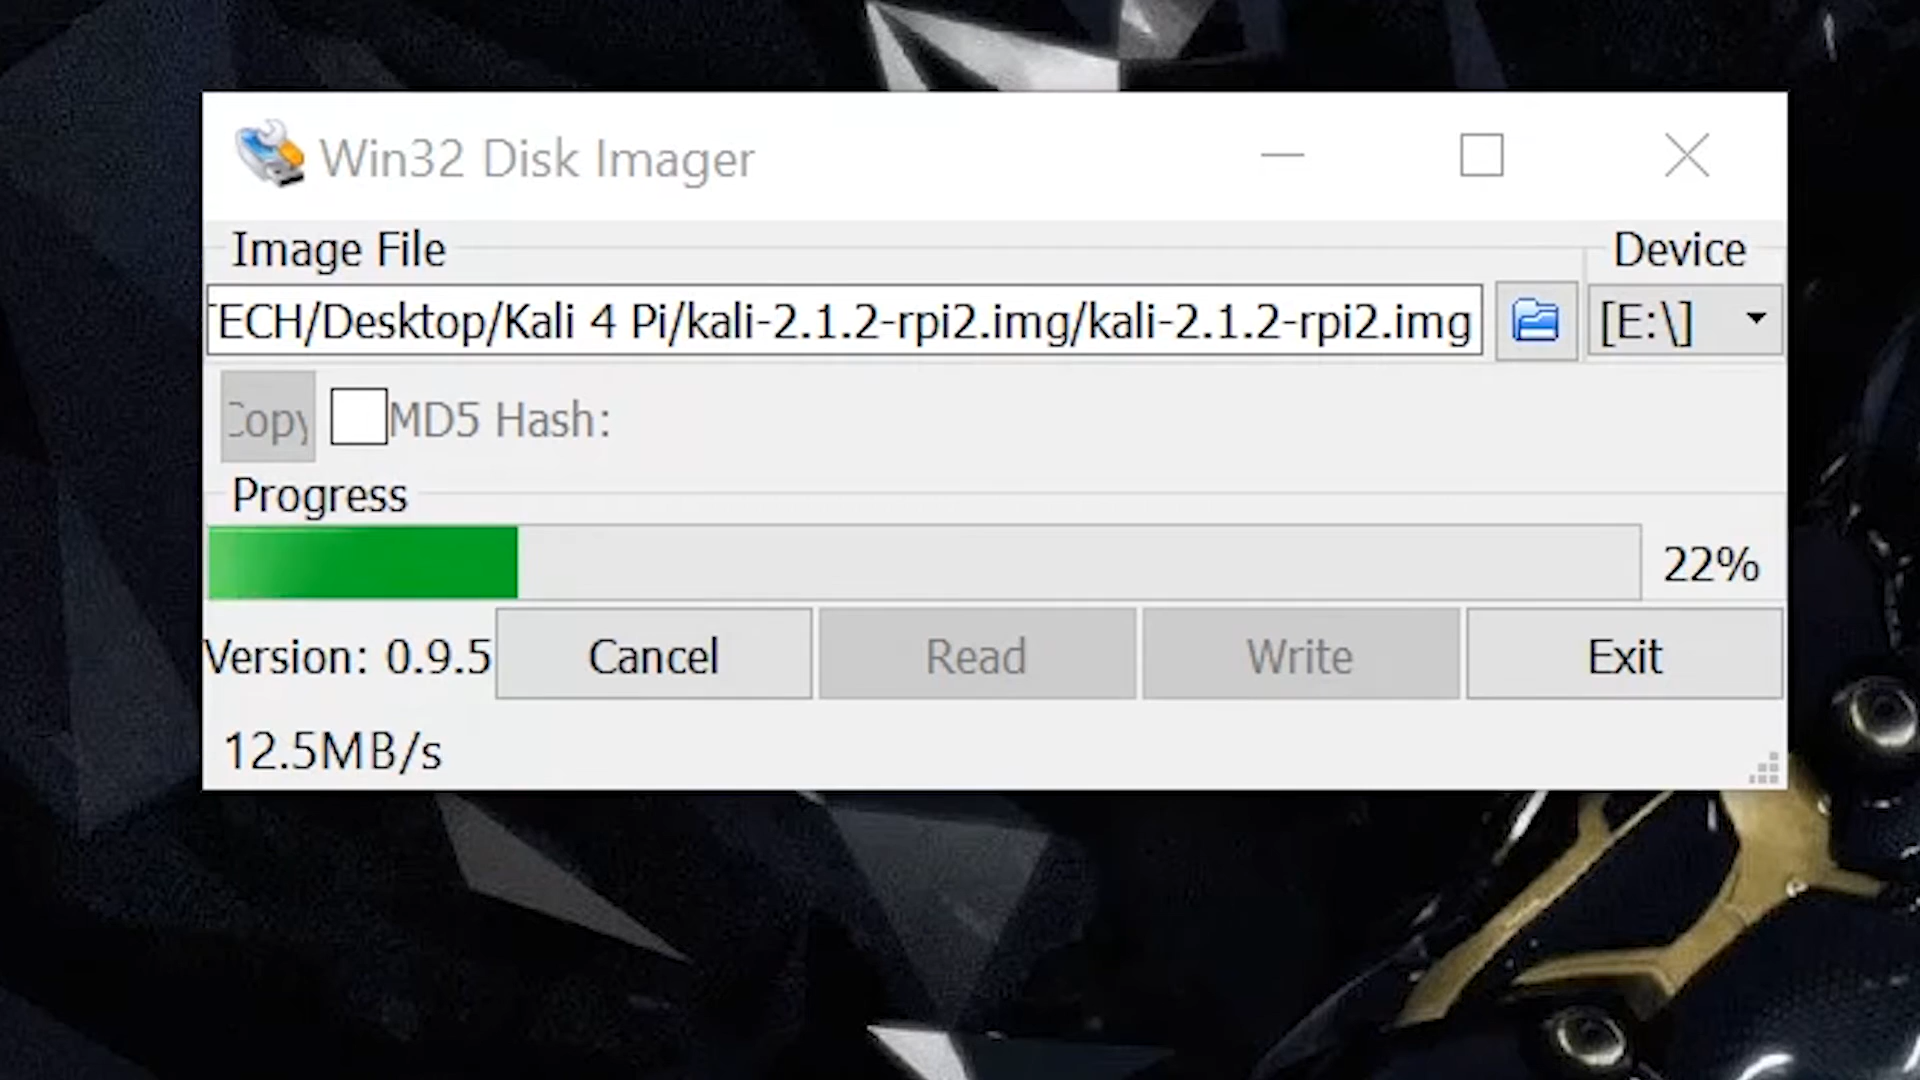 Win32 Disk Imager
Image File
Device
ECH/Desktop/Kali 4 Pi/kali-2.1.2-rpi2.img/kali-2.1.2-rpi2.img
[E:\]
Copy
MD5 Hash:
Progress
22%
Version: 0.9.5
Cancel
Read
Write
Exit
12.5MB/s